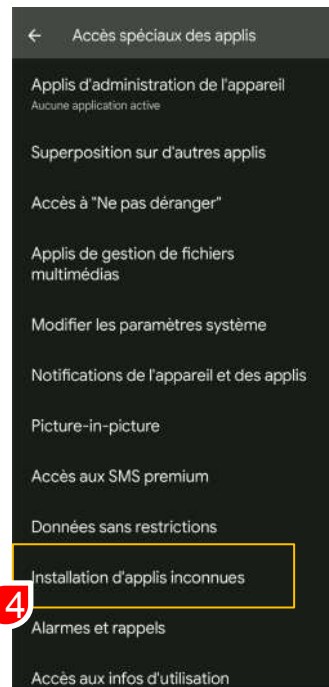 Accès spéciaux des applis
Applis d'administration de l'appareil
Aucune application active
Superposition sur d'autres applis
Accès à "Ne pas déranger"
Applis de gestion de fichiers
multimédias
Modifier les paramètres système
Notifications de l'appareil et des applis
Picture-in-picture
Accès aux SMS premium
Données sans restrictions
Installation d'applis inconnues
4
Alarmes et rappels
Accès aux infos d'utilisation